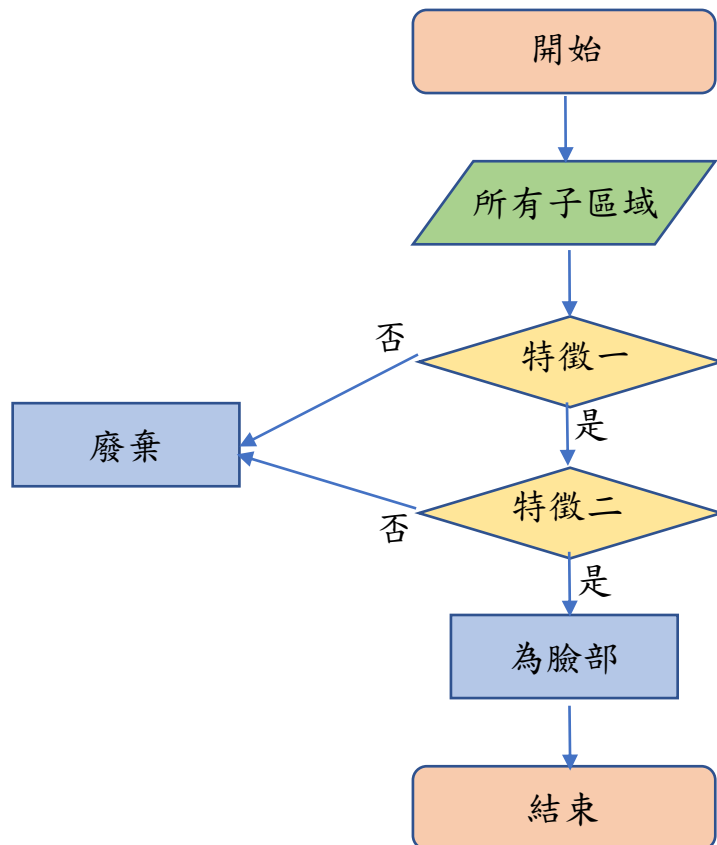 開始
所有子區域
否
特徵一
廢棄
是
特徵二
否
是
為臉部
結束